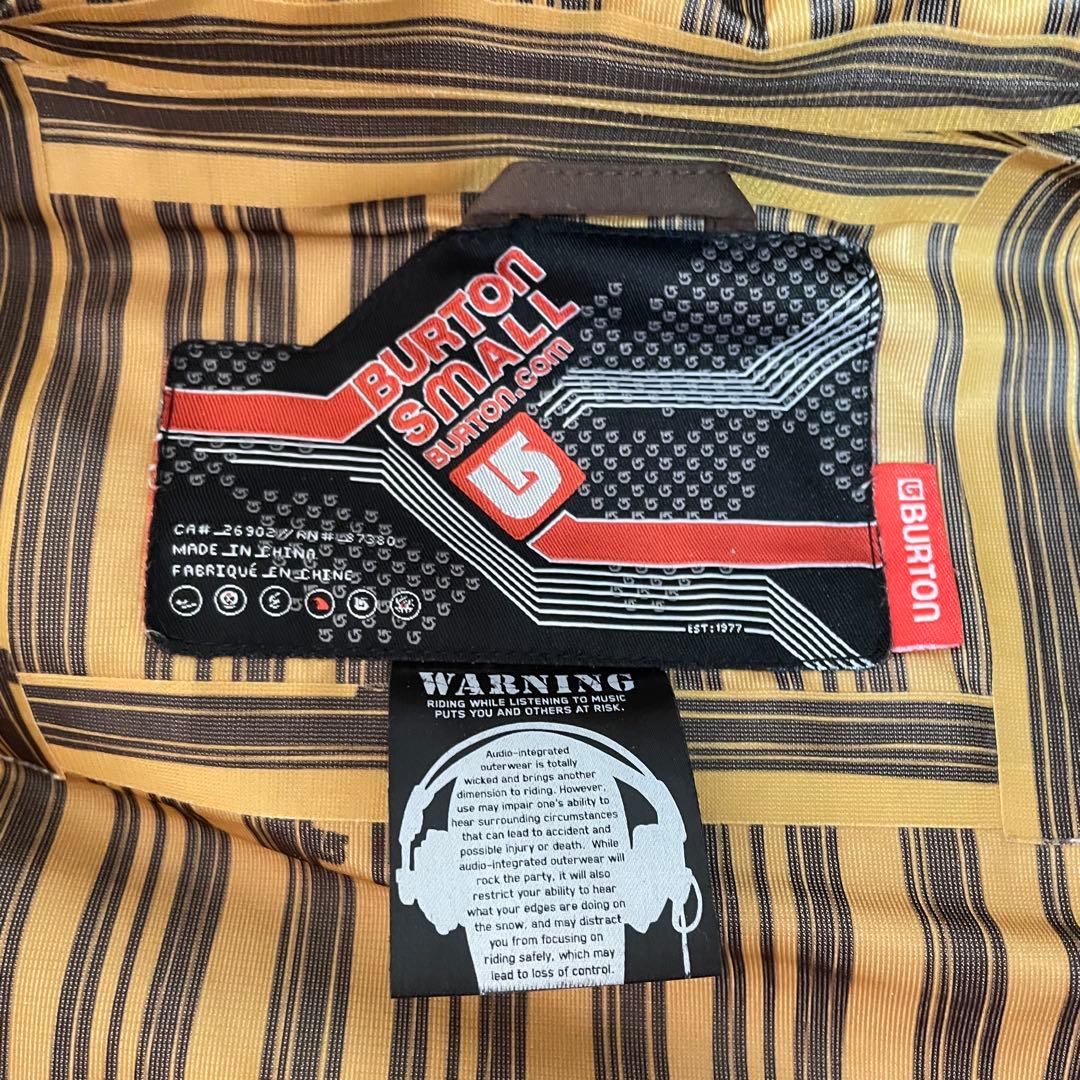 BURTON
SMALL
BURTON.com
CA#_26902//RN#_87380
MADE_IN_CHINA
FABRIQUÉ_EN_CHINE
EST:1977
BURTON
WARNING
RIDING WHILE LISTENING TO MUSIC
PUTS YOU AND OTHERS AT RISK.
Audio-integrated
outerwear is totally
wicked and brings another
dimension to riding. However,
use may impair one's ability to
hear surrounding circumstances
that can lead to accident and
possible injury or death. While
audio-integrated outerwear will
rock the party, it will also
restrict your ability to hear
what your edges are doing on
the snow, and may distract
you from focusing on
riding safely, which may
lead to loss of control.